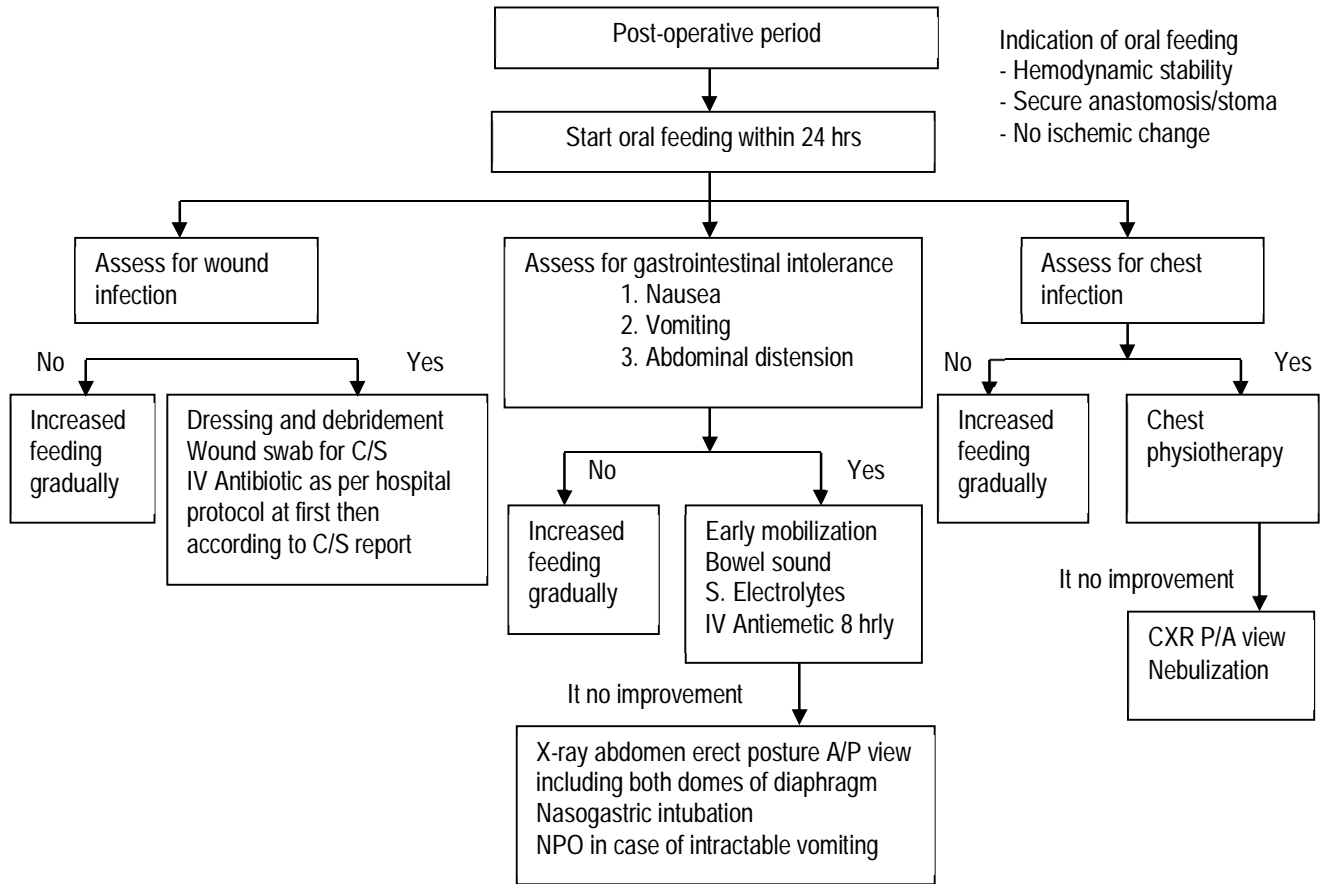 Post-operative period
Indication of oral feeding
- Hemodynamic stability
- Secure anastomosis/stoma
- No ischemic change
Start oral feeding within 24 hrs
Assess for wound
infection
Assess for gastrointestinal intolerance
1. Nausea
2. Vomiting
3. Abdominal distension
Assess for chest
infection
No
Yes
Increased
feeding
gradually
Dressing and debridement
Wound swab for C/S
IV Antibiotic as per hospital
protocol at first then
according to C/S report
No
Yes
Increased
feeding
gradually
Early mobilization
Bowel sound
S. Electrolytes
IV Antiemetic 8 hrly
It no improvement
X-ray abdomen erect posture A/P view
including both domes of diaphragm
Nasogastric intubation
NPO in case of intractable vomiting
No
Yes
Increased
feeding
gradually
Chest
physiotherapy
It no improvement
CXR P/A view
Nebulization